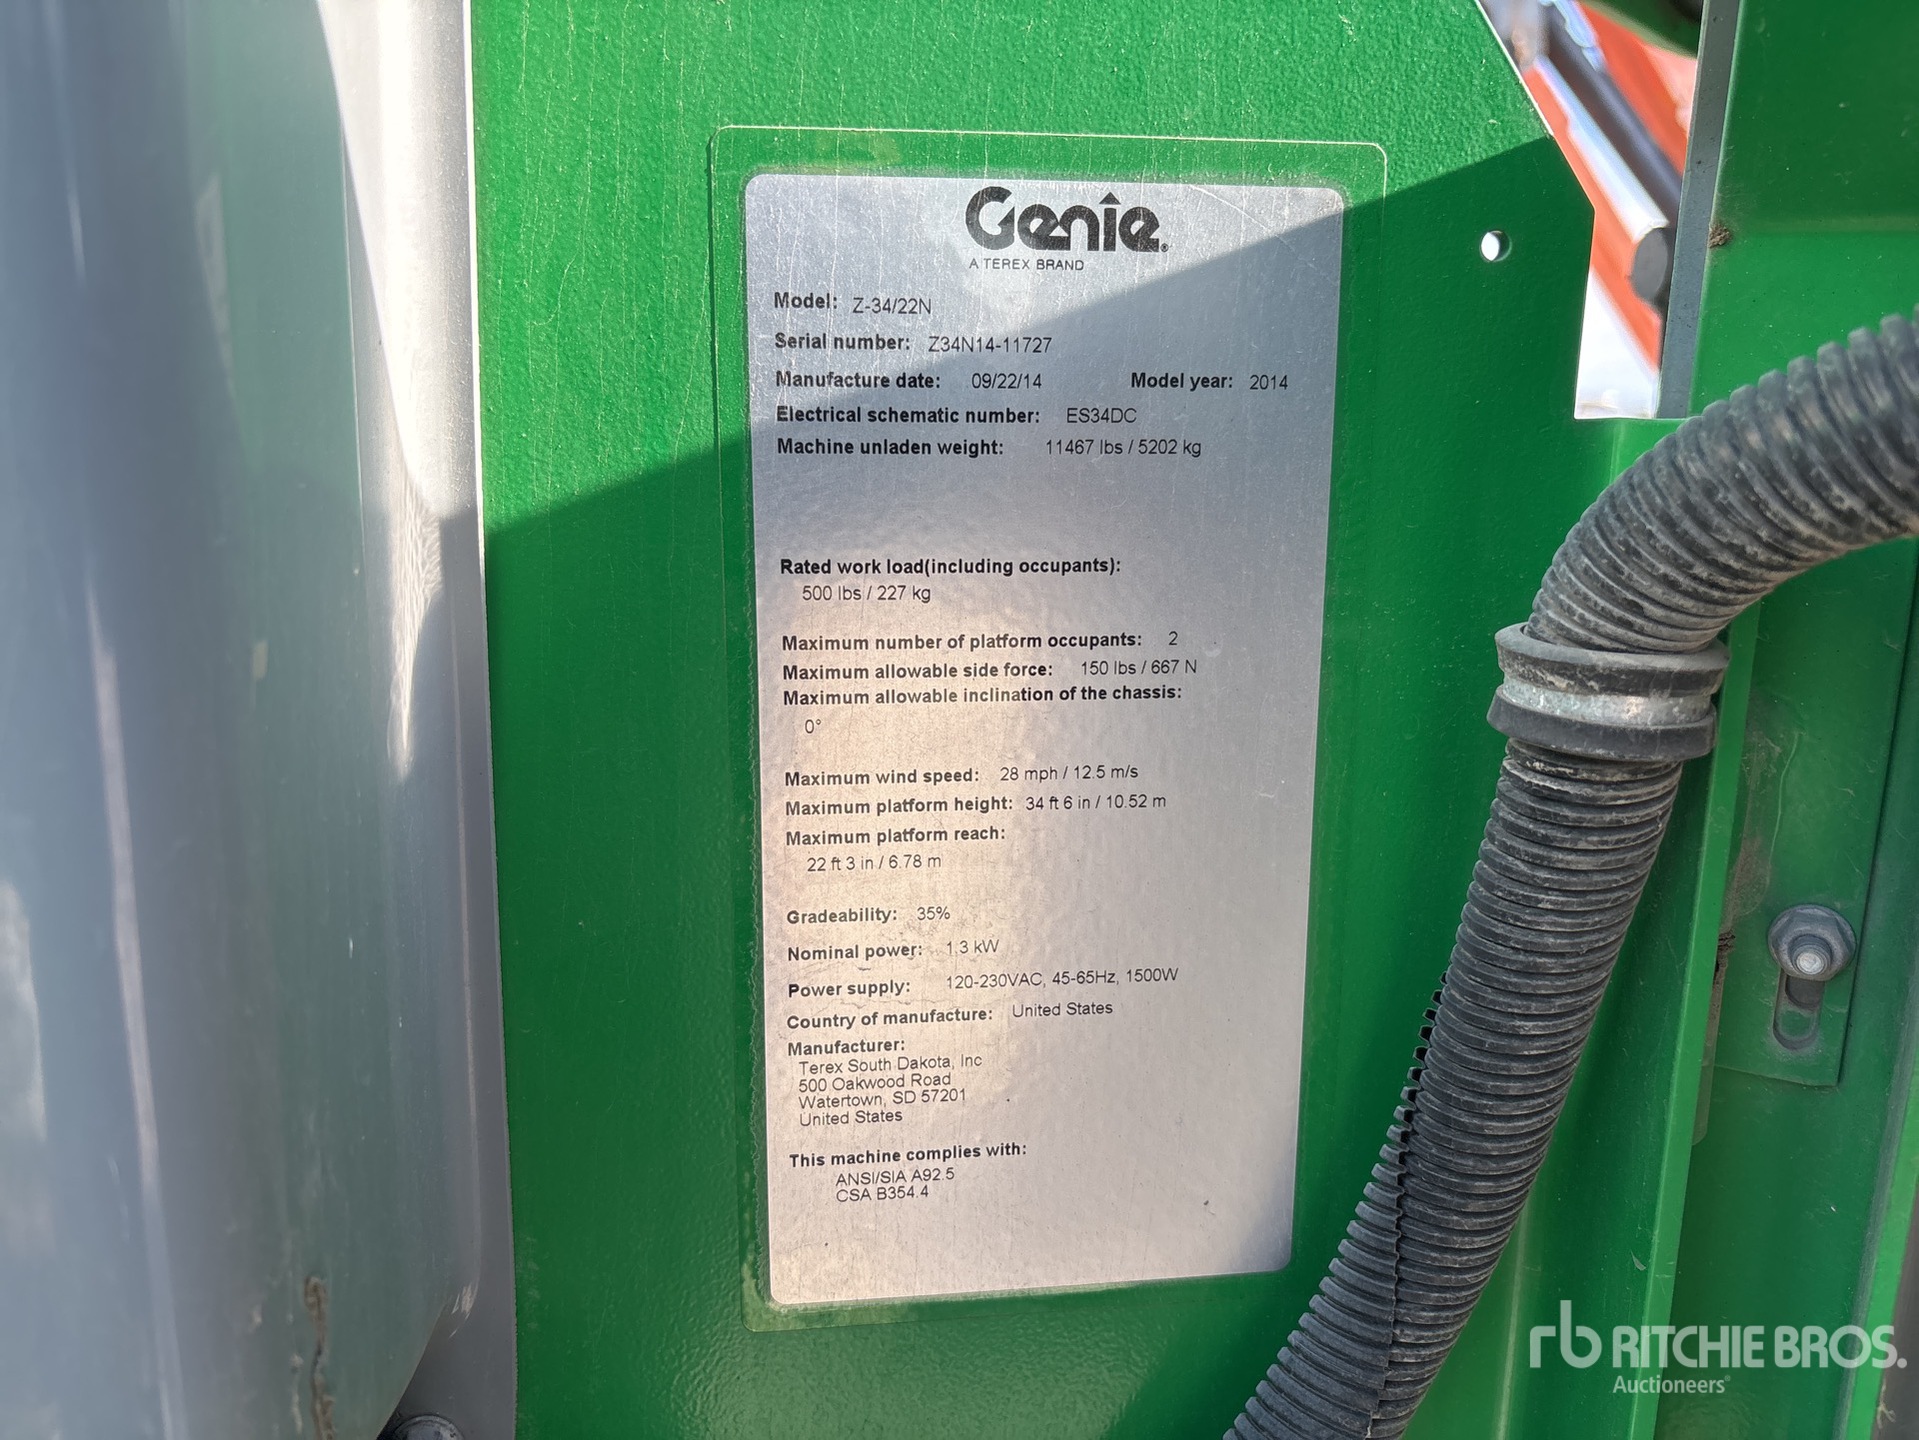 Genie®
A TEREX BRAND
Model: Z-34/22N
Serial number: Z34N14-11727
Manufacture date: 09/22/14 Model year: 2014
Electrical schematic number: ES34DC
Machine unladen weight: 11467 lbs / 5202 kg
Rated work load(including occupants):
500 lbs / 227 kg
Maximum number of platform occupants: 2
Maximum allowable side force: 150 lbs / 667 N
Maximum allowable inclination of the chassis:
0°
Maximum wind speed: 28 mph / 12.5 m/s
Maximum platform height: 34 ft 6 in / 10.52 m
Maximum platform reach:
22 ft 3 in / 6.78 m
Gradeability: 35%
Nominal power: 1.3 kW
Power supply: 120-230VAC, 45-65Hz, 1500W
Country of manufacture: United States
Manufacturer:
Terex South Dakota, Inc
500 Oakwood Road
Watertown, SD 57201
United States
This machine complies with:
ANSI/SIA A92.5
CSA B354.4
rb RITCHIE BROS.
Auctioneers®